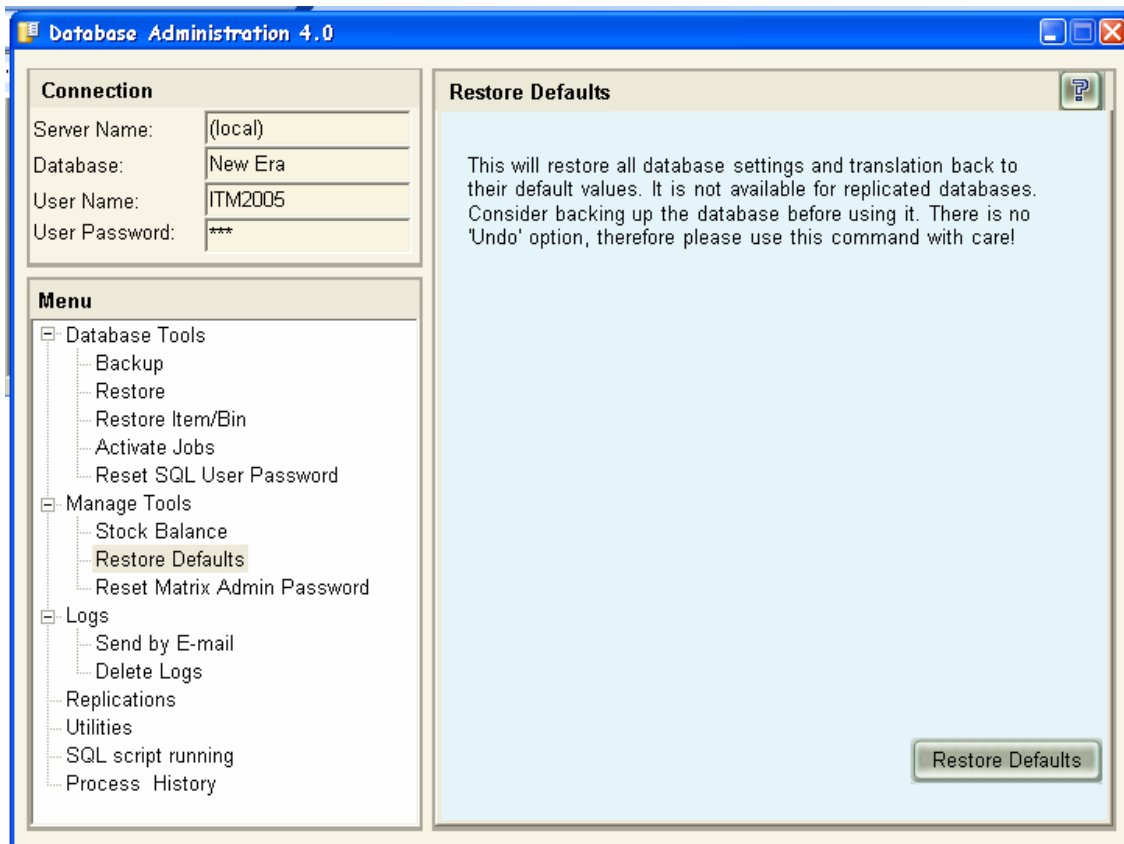 Database Administration 4.0
Connection
Server Name: (local)
Database: New Era
User Name: ITM2005
User Password: ***
Menu
Database Tools
Backup
Restore
Restore Item/Bin
Activate Jobs
Reset SQL User Password
Manage Tools
Stock Balance
Restore Defaults
Reset Matrix Admin Password
Logs
Send by E-mail
Delete Logs
Replications
Utilities
SQL script running
Process History
Restore Defaults
?
This will restore all database settings and translation back to
their default values. It is not available for replicated databases.
Consider backing up the database before using it. There is no
'Undo' option, therefore please use this command with care!
Restore Defaults